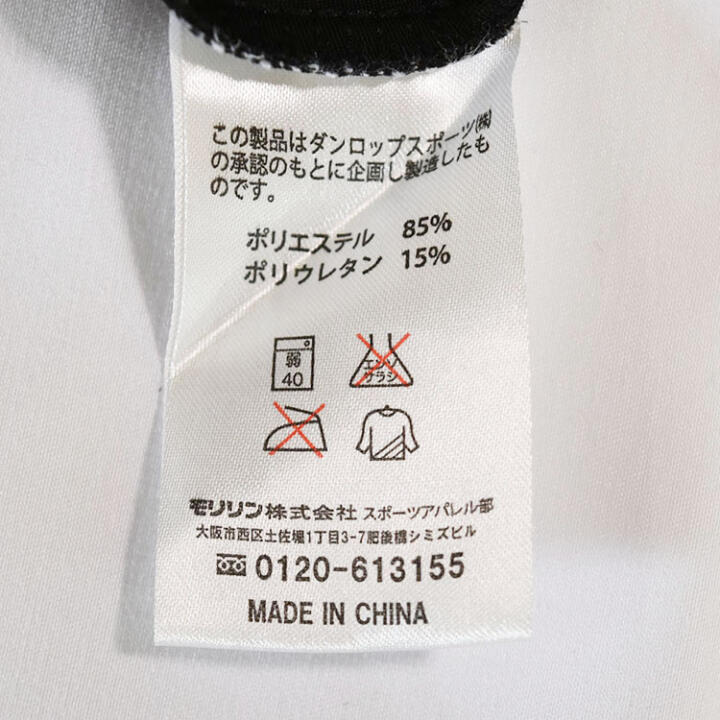 この製品はダンロップスポーツ(株)
の承認のもとに企画し製造したも
のです。
ポリエステル 85%
ポリウレタン 15%
弱
40
エンソ
サラシ
モリリン株式会社 スポーツアパレル部
大阪市西区土佐堀1丁目3-7肥後橋シミズビル
0120-613155
MADE IN CHINA